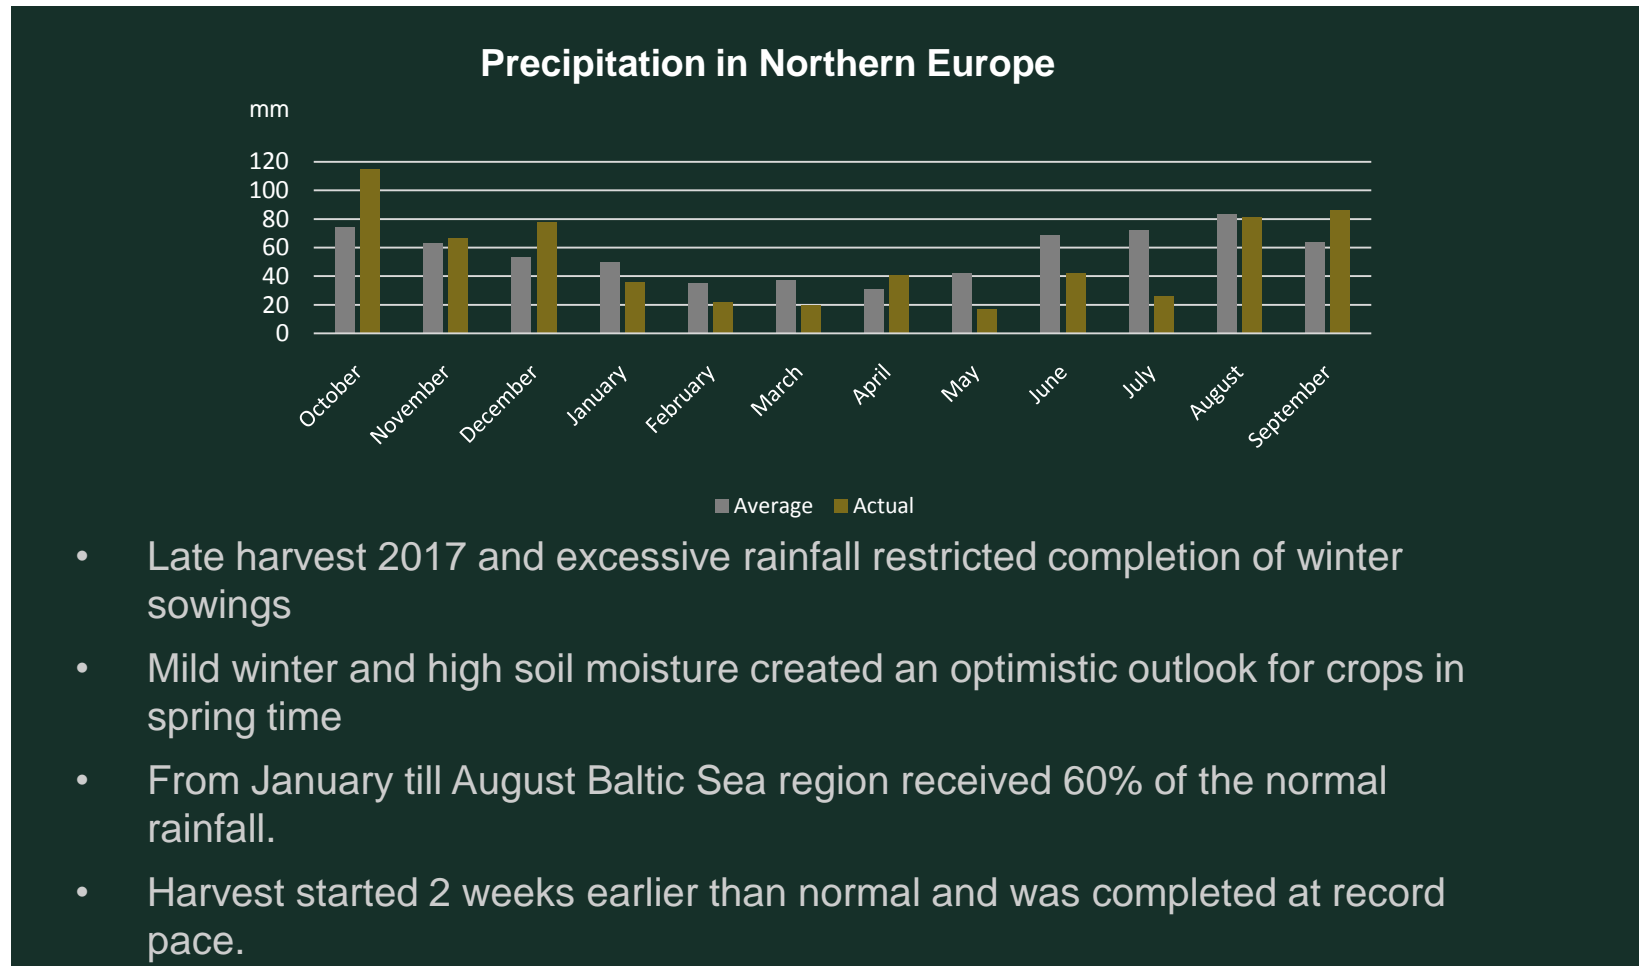 Precipitation in Northern Europe
mm
120
100
80
60
40
20
0
October
November
December
January
February
March
April
May
June
July
August
September
Average Actual
• Late harvest 2017 and excessive rainfall restricted completion of winter
sowings
• Mild winter and high soil moisture created an optimistic outlook for crops in
spring time
• From January till August Baltic Sea region received 60% of the normal
rainfall.
• Harvest started 2 weeks earlier than normal and was completed at record
pace.